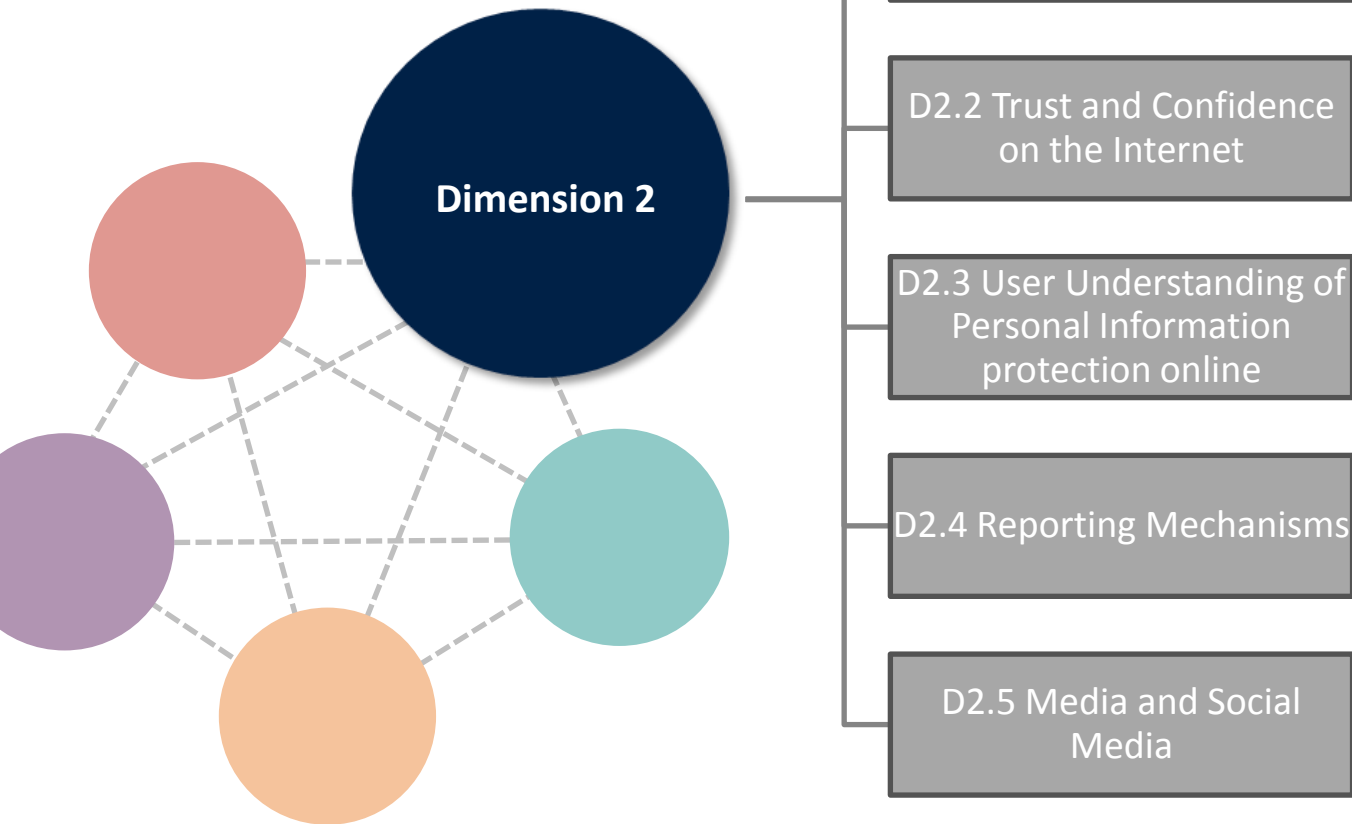 Dimension 2
D2.2 Trust and Confidence
on the Internet
D2.3 User Understanding of
Personal Information
protection online
D2.4 Reporting Mechanisms
D2.5 Media and Social
Media